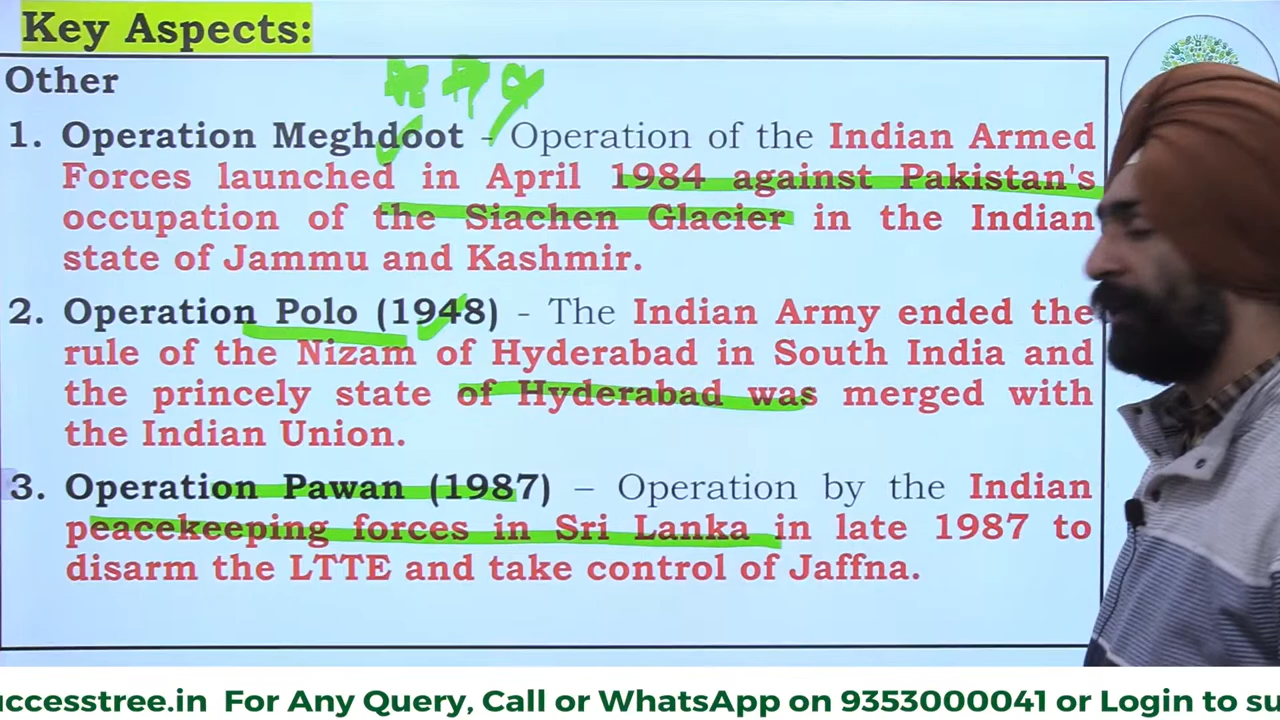 Key Aspects:
Other
1. Operation Meghdoot - Operation of the Indian Armed
Forces launched in April 1984 against Pakistan's
occupation of the Siachen Glacier in the Indian
state of Jammu and Kashmir.
2. Operation Polo (1948) - The Indian Army ended the
rule of the Nizam of Hyderabad in South India and
the princely state of Hyderabad was merged with
the Indian Union.
3. Operation Pawan (1987) – Operation by the Indian
peacekeeping forces in Sri Lanka in late 1987 to
disarm the LTTE and take control of Jaffna.
uccesstree.in For Any Query, Call or WhatsApp on 9353000041 or Login to su